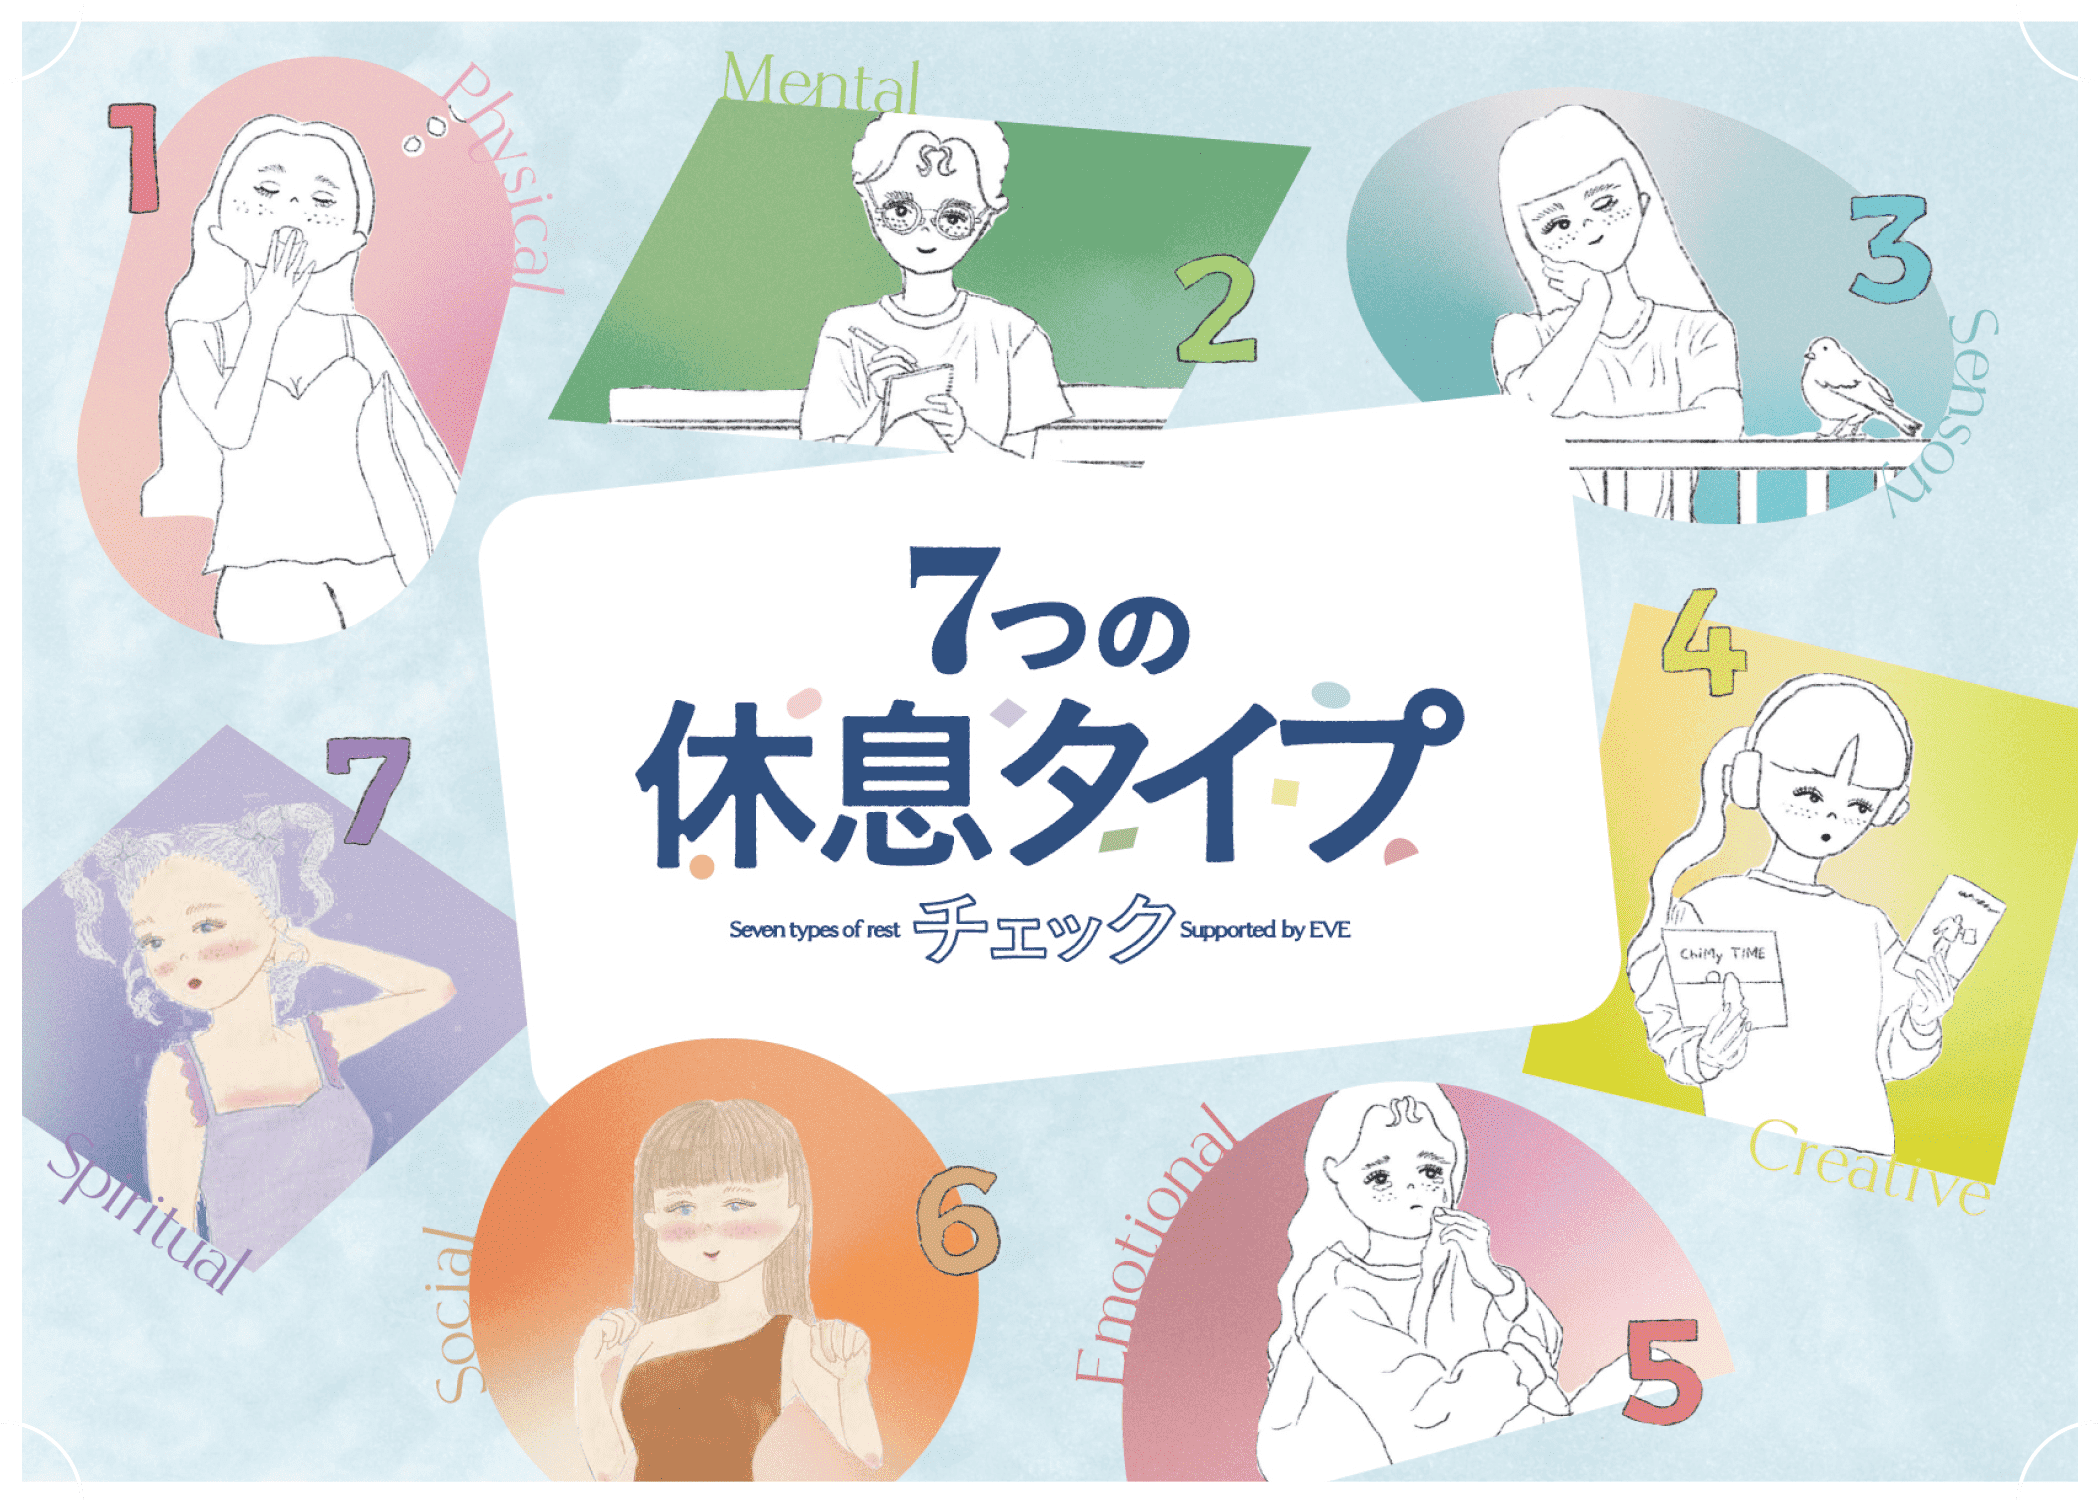 1
Physical
Mental
2
3
Sensory
7つの
休息タイプ
Seven types of rest チェック Supported by EVE
4
ChiMy TIME
Creative
7
Spiritual
6
Social
Emotional
5